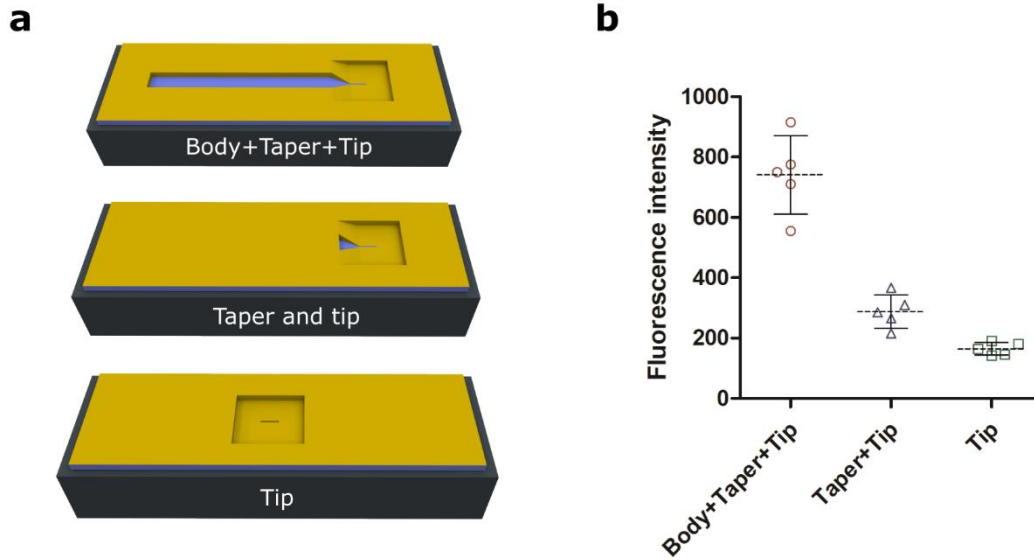 a
Body+Taper+Tip
Taper and tip
Tip
b
Fluorescence intensity
1000
800
600
400
200
0
Body+Taper+Tip
Taper+Tip
Tip